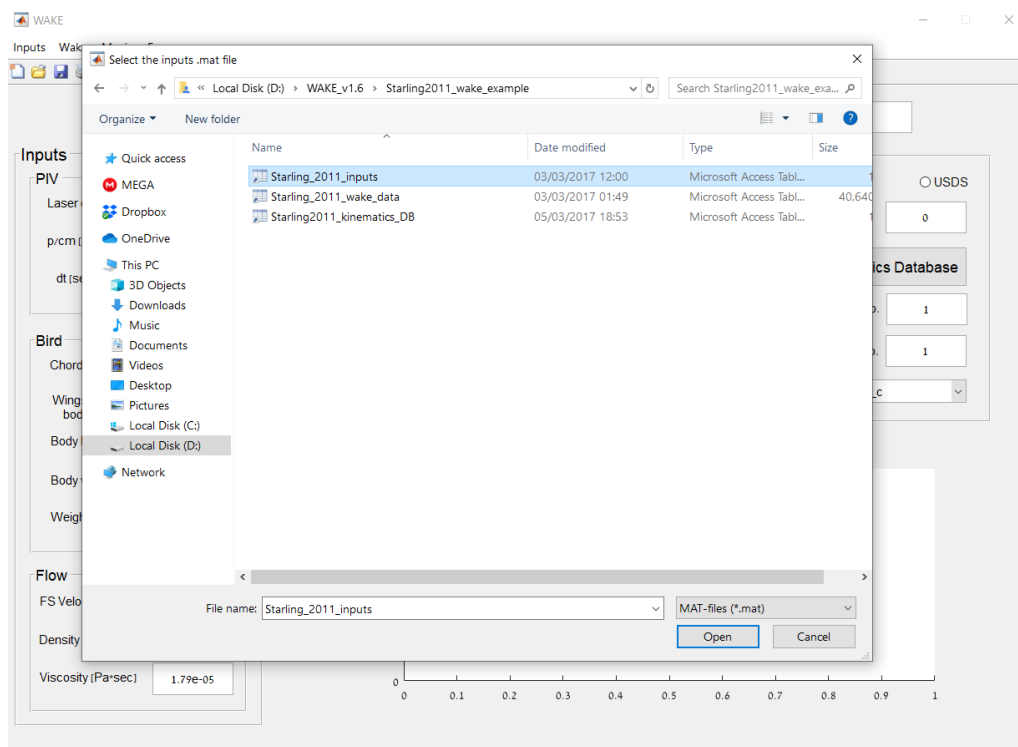 WAKE
Inputs Wak
Select the inputs .mat file
« Local Disk (D:) › WAKE_v1.6 › Starling2011_wake_example
Search Starling2011_wake_exa...
Organize New folder
Name Date modified Type Size
Quick access
MEGA
Dropbox
OneDrive
This PC
3D Objects
Downloads
Music
Documents
Videos
Desktop
Pictures
Local Disk (C:)
Local Disk (D:)
Network
Starling_2011_inputs 03/03/2017 12:00 Microsoft Access Tabl... 1
Starling_2011_wake_data 03/03/2017 01:49 Microsoft Access Tabl... 40,640
Starling2011_kinematics_DB 05/03/2017 18:53 Microsoft Access Tabl... 1
File name: Starling_2011_inputs MAT-files (*.mat)
Open Cancel
Inputs
PIV
Laser
p/cm [
dt [se
Bird
Chord
Wing
bod
Body
Body
Weigh
Flow
FS Velo
Density
Viscosity [Pa*sec] 1.79e-05
USDS
0
ics Database
1
1
_c
0
0 0.1 0.2 0.3 0.4 0.5 0.6 0.7 0.8 0.9 1